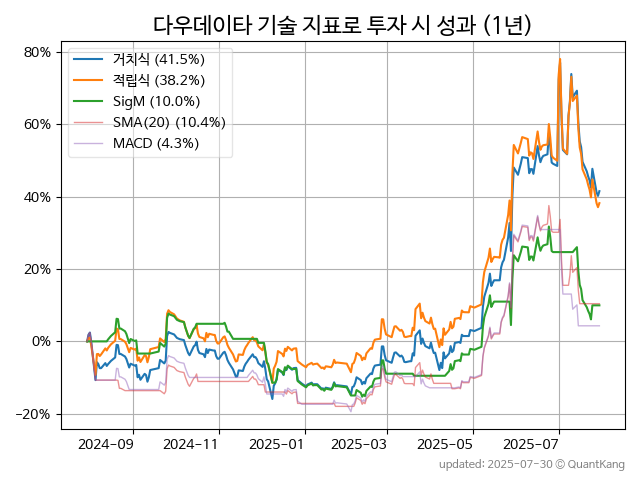 다우데이타 기술 지표로 투자 시 성과 (1년)
80%
60%
40%
20%
0%
−20%
거치식 (41.5%)
적립식 (38.2%)
SigM (10.0%)
SMA(20) (10.4%)
MACD (4.3%)
2024-09 2024-11 2025-01 2025-03 2025-05 2025-07
updated: 2025-07-30 © QuantKang